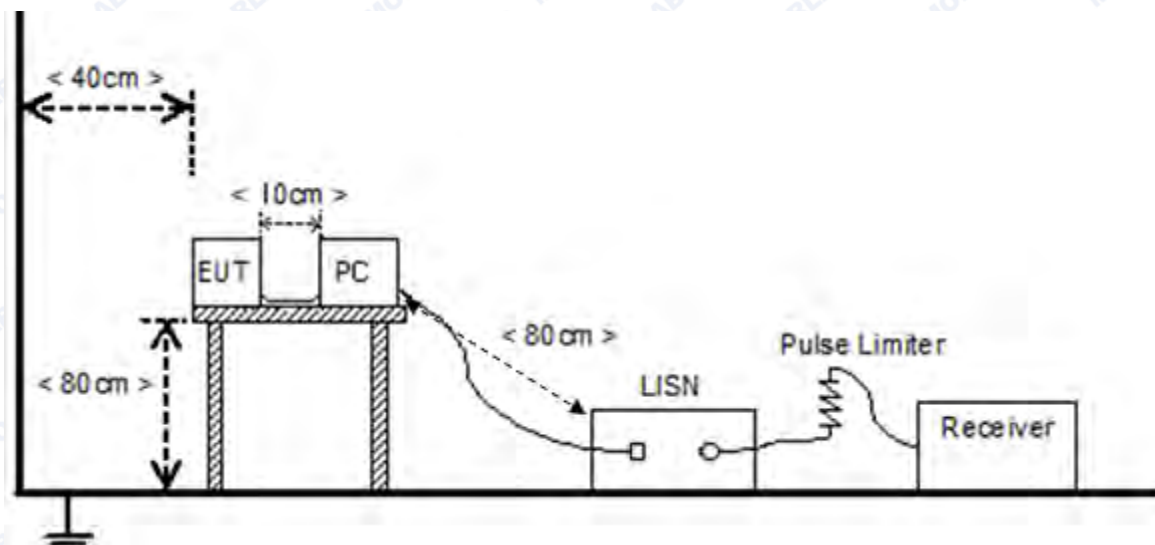 < 40cm >
< 10cm >
EUT
PC
< 80cm >
< 80cm >
Pulse Limiter
LISN
Receiver